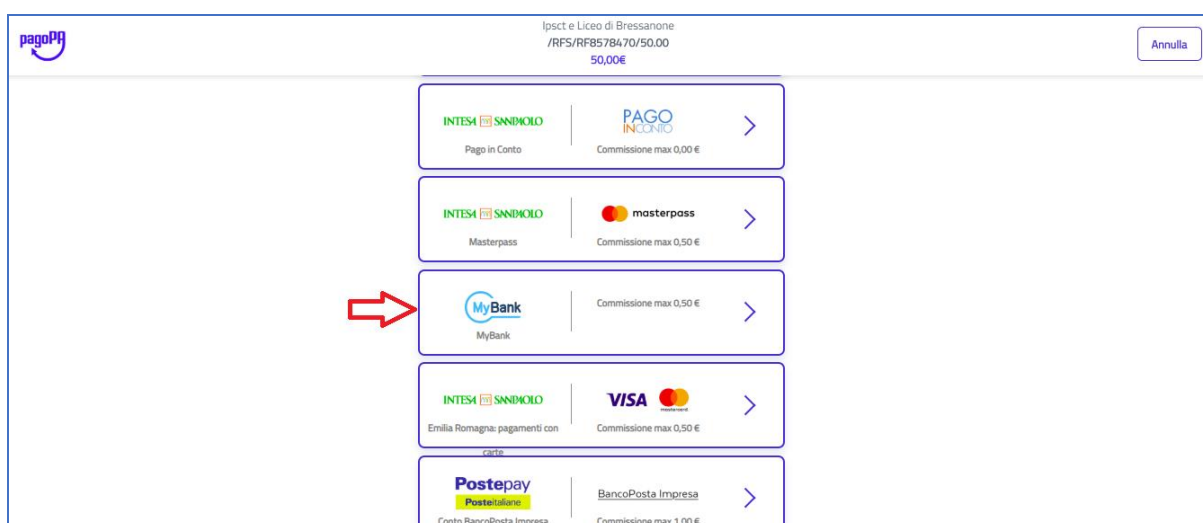 pagoPA
Ipsct e Liceo di Bressanone
/RFS/RF8578470/50.00
50,00€
Annulla
INTESA SANPAOLO
PAGO
INCONTO
Pago in Conto
Commissione max 0,00 €
INTESA SANPAOLO
masterpass
Masterpass
Commissione max 0,50 €
MyBank
Commissione max 0,50 €
MyBank
INTESA SANPAOLO
VISA
mastercard
Emilia Romagna: pagamenti con
carte
Commissione max 0,50 €
Postepay
Posteitaliane
BancoPosta Impresa
Conto BancoPosta Impresa
Commissione max 1,00 €